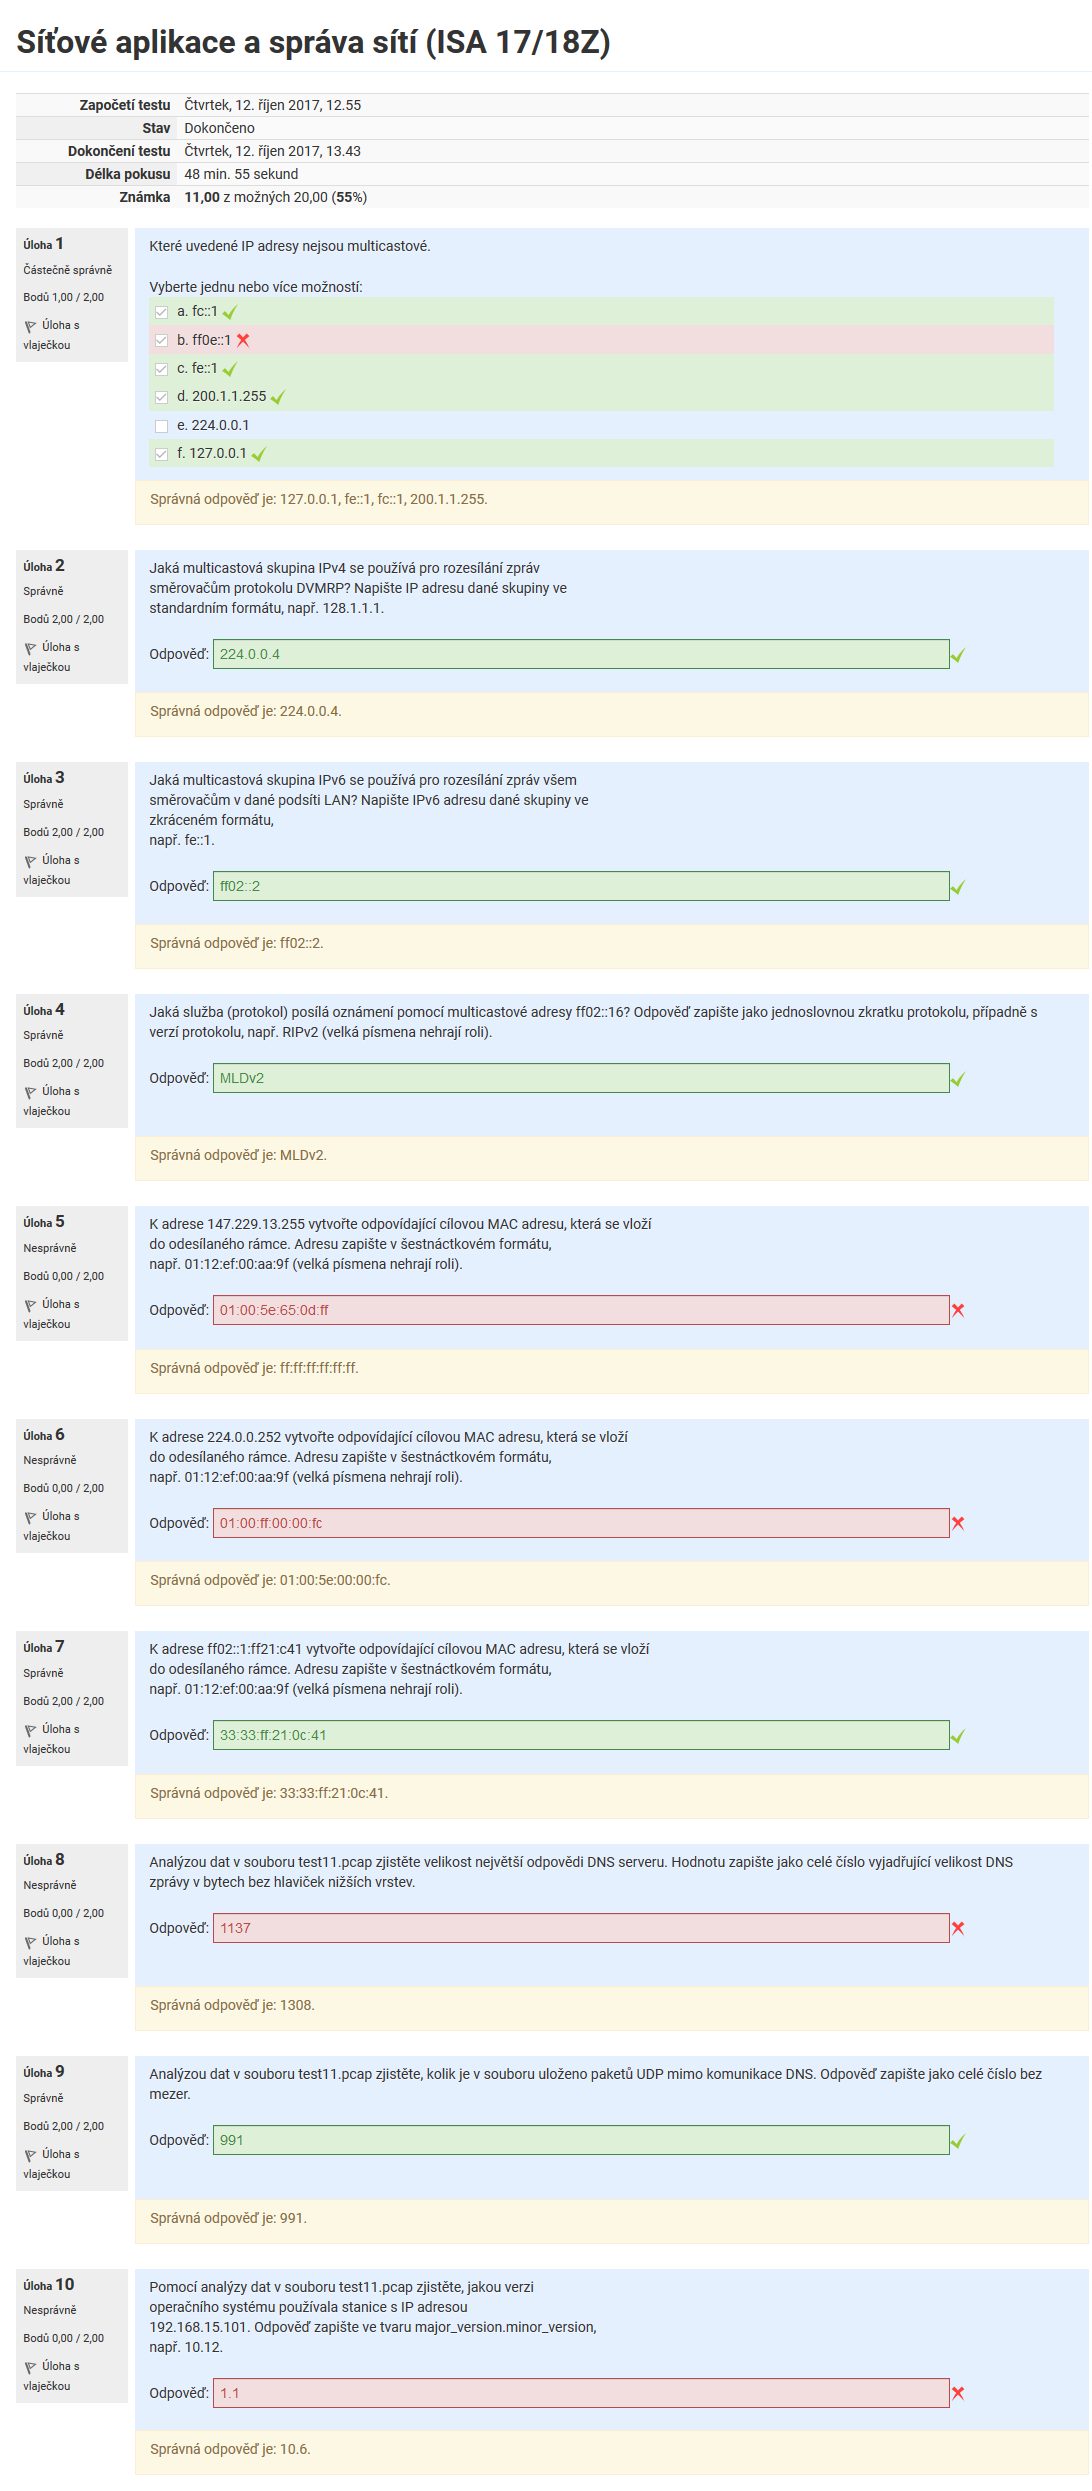 Síťové aplikace a správa sítí (ISA 17/18Z)
Započetí testu Čtvrtek, 12. říjen 2017, 12.55
Stav Dokončeno
Dokončení testu Čtvrtek, 12. říjen 2017, 13.43
Délka pokusu 48 min. 55 sekund
Známka 11,00 z možných 20,00 (55%)
Úloha 1
Částečně správně
Bodů 1,00 / 2,00
Úloha s
vlaječkou
Které uvedené IP adresy nejsou multicastové.
Vyberte jednu nebo více možností:
a. fc::1
b. ff0e::1
c. fe::1
d. 200.1.1.255
e. 224.0.0.1
f. 127.0.0.1
Správná odpověď je: 127.0.0.1, fe::1, fc::1, 200.1.1.255.
Úloha 2
Správně
Bodů 2,00 / 2,00
Úloha s
vlaječkou
Jaká multicastová skupina IPv4 se používá pro rozesílání zpráv
směrovačům protokolu DVMRP? Napište IP adresu dané skupiny ve
standardním formátu, např. 128.1.1.1.
Odpověď: 224.0.0.4
Správná odpověď je: 224.0.0.4.
Úloha 3
Správně
Bodů 2,00 / 2,00
Úloha s
vlaječkou
Jaká multicastová skupina IPv6 se používá pro rozesílání zpráv všem
směrovačům v dané podsíti LAN? Napište IPv6 adresu dané skupiny ve
zkráceném formátu,
např. fe::1.
Odpověď: ff02::2
Správná odpověď je: ff02::2.
Úloha 4
Správně
Bodů 2,00 / 2,00
Úloha s
vlaječkou
Jaká služba (protokol) posílá oznámení pomocí multicastové adresy ff02::16? Odpověď zapište jako jednoslovnou zkratku protokolu, případně s
verzí protokolu, např. RIPv2 (velká písmena nehrají roli).
Odpověď: MLDv2
Správná odpověď je: MLDv2.
Úloha 5
Nesprávně
Bodů 0,00 / 2,00
Úloha s
vlaječkou
K adrese 147.229.13.255 vytvořte odpovídající cílovou MAC adresu, která se vloží
do odesílaného rámce. Adresu zapište v šestnáctkovém formátu,
např. 01:12:ef:00:aa:9f (velká písmena nehrají roli).
Odpověď: 01:00:5e:65:0d:ff
Správná odpověď je: ff:ff:ff:ff:ff:ff.
Úloha 6
Nesprávně
Bodů 0,00 / 2,00
Úloha s
vlaječkou
K adrese 224.0.0.252 vytvořte odpovídající cílovou MAC adresu, která se vloží
do odesílaného rámce. Adresu zapište v šestnáctkovém formátu,
např. 01:12:ef:00:aa:9f (velká písmena nehrají roli).
Odpověď: 01:00:ff:00:00:fc
Správná odpověď je: 01:00:5e:00:00:fc.
Úloha 7
Správně
Bodů 2,00 / 2,00
Úloha s
vlaječkou
K adrese ff02::1:ff21:c41 vytvořte odpovídající cílovou MAC adresu, která se vloží
do odesílaného rámce. Adresu zapište v šestnáctkovém formátu,
např. 01:12:ef:00:aa:9f (velká písmena nehrají roli).
Odpověď: 33:33:ff:21:0c:41
Správná odpověď je: 33:33:ff:21:0c:41.
Úloha 8
Nesprávně
Bodů 0,00 / 2,00
Úloha s
vlaječkou
Analýzou dat v souboru test11.pcap zjistěte velikost největší odpovědi DNS serveru. Hodnotu zapište jako celé číslo vyjadřující velikost DNS
zprávy v bytech bez hlaviček nižších vrstev.
Odpověď: 1137
Správná odpověď je: 1308.
Úloha 9
Správně
Bodů 2,00 / 2,00
Úloha s
vlaječkou
Analýzou dat v souboru test11.pcap zjistěte, kolik je v souboru uloženo paketů UDP mimo komunikace DNS. Odpověď zapište jako celé číslo bez
mezer.
Odpověď: 991
Správná odpověď je: 991.
Úloha 10
Nesprávně
Bodů 0,00 / 2,00
Úloha s
vlaječkou
Pomocí analýzy dat v souboru test11.pcap zjistěte, jakou verzi
operačního systému používala stanice s IP adresou
192.168.15.101. Odpověď zapište ve tvaru major_version.minor_version,
např. 10.12.
Odpověď: 1.1
Správná odpověď je: 10.6.